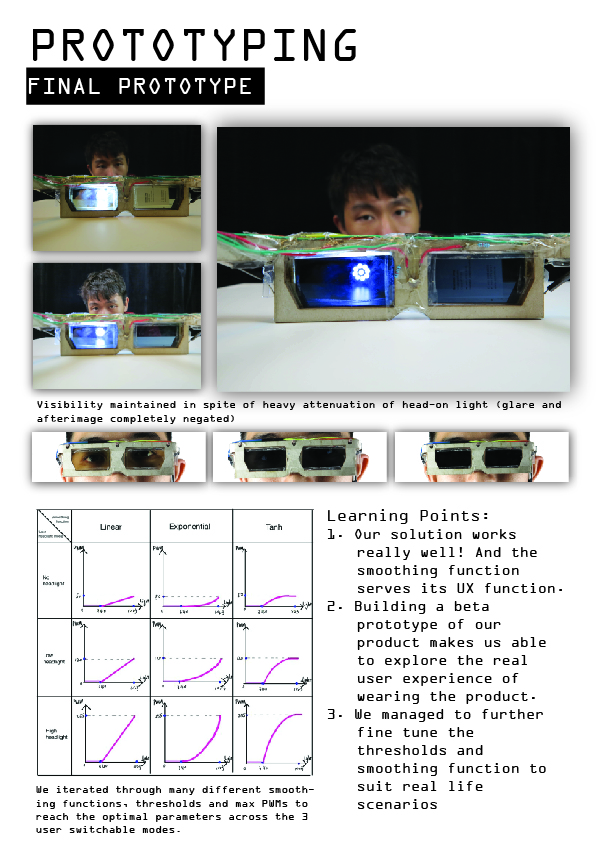 PROTOTYPING
FINAL PROTOTYPE
Visibility maintained in spite of heavy attenuation of head-on light (glare and
afterimage completely negated)
Linear
Exponential
Tanh
No
headlight
Low
headlight
High
headlight
We iterated through many different smooth-
ing functions, thresholds and max PWMs to
reach the optimal parameters across the 3
user switchable modes.
Learning Points:
1. Our solution works
really well! And the
smoothing function
serves its UX function.
2. Building a beta
prototype of our
product makes us able
to explore the real
user experience of
wearing the product.
3. We managed to further
fine tune the
thresholds and
smoothing function to
suit real life
scenarios